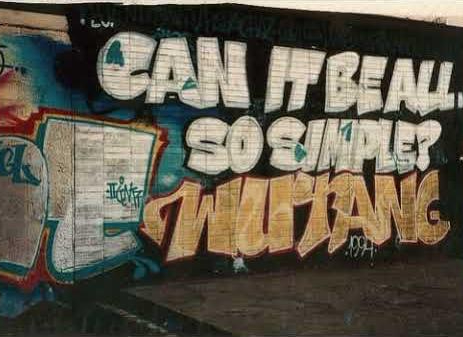 CAN IT BE ALL
SO SIMPLE?
WUTANG
1994